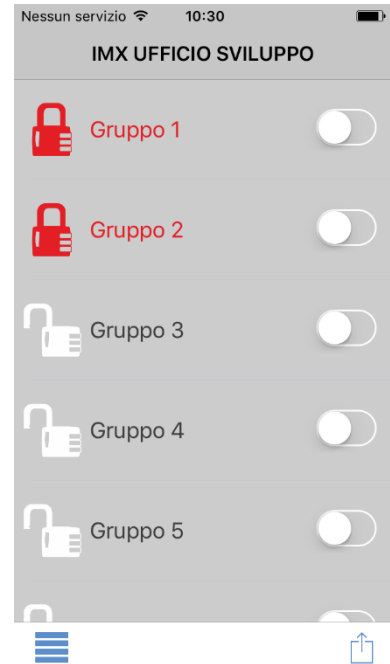 Nessun servizio 10:30
IMX UFFICIO SVILUPPO
Gruppo 1
Gruppo 2
Gruppo 3
Gruppo 4
Gruppo 5